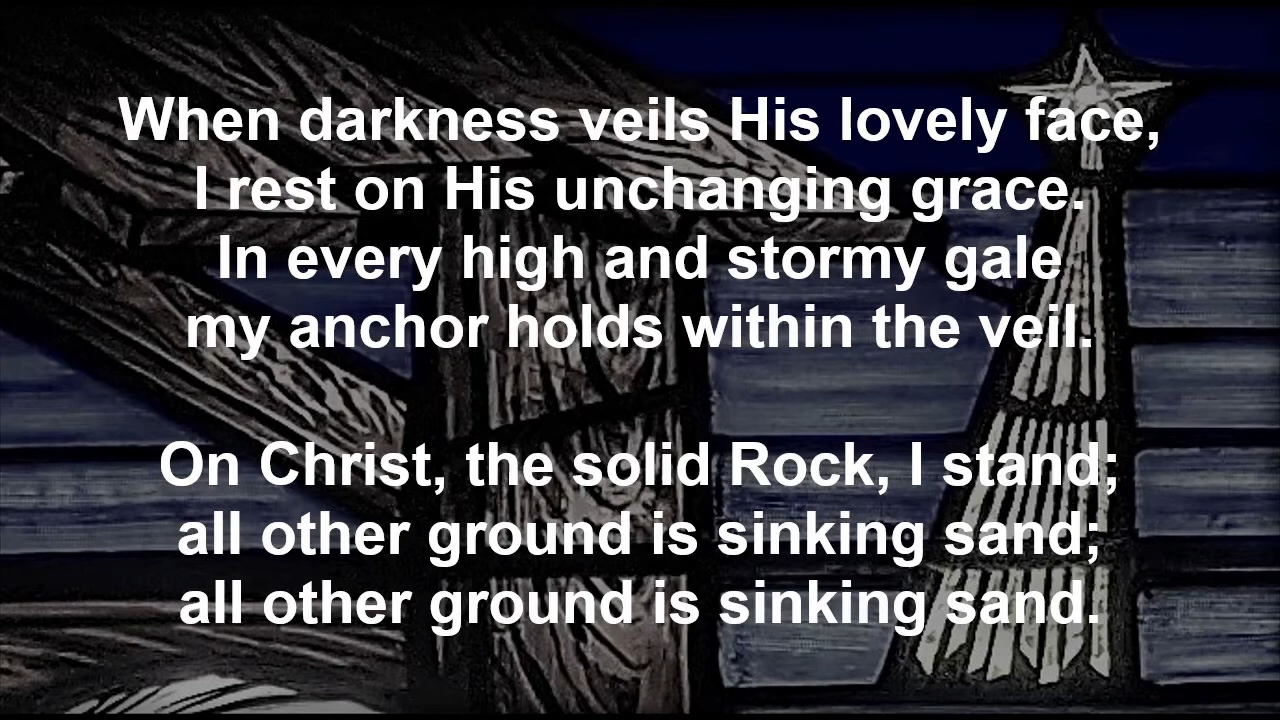 When darkness veils His lovely face,
I rest on His unchanging grace.
In every high and stormy gale
my anchor holds within the veil.
On Christ, the solid Rock, I stand;
all other ground is sinking sand;
all other ground is sinking sand.